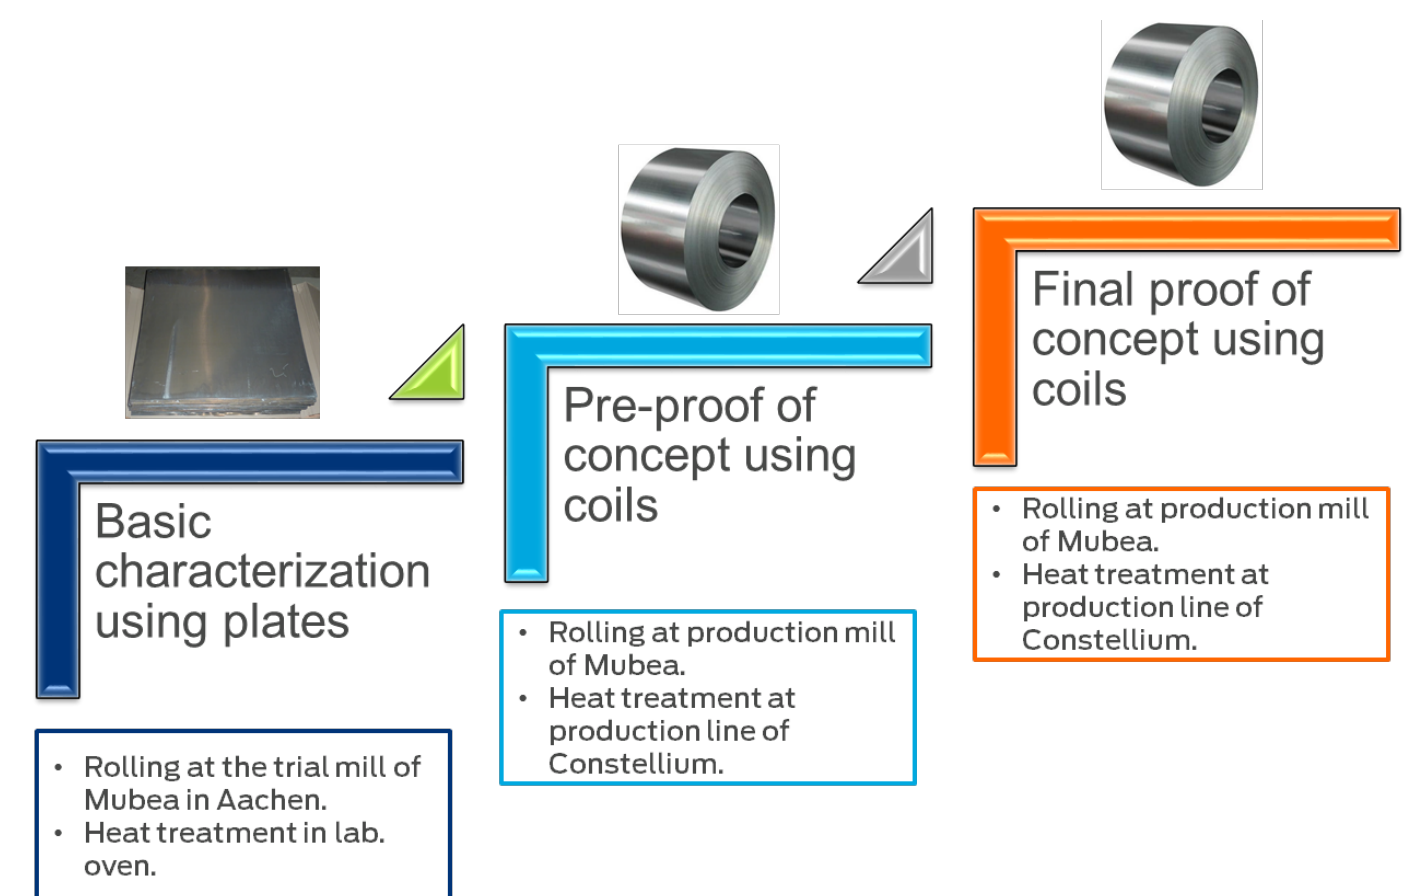 Basic
characterization
using plates
• Rolling at the trial mill of
Mubea in Aachen.
• Heat treatment in lab.
oven.
Pre-proof of
concept using
coils
• Rolling at production mill
of Mubea.
• Heat treatment at
production line of
Constellium.
Final proof of
concept using
coils
• Rolling at production mill
of Mubea.
• Heat treatment at
production line of
Constellium.